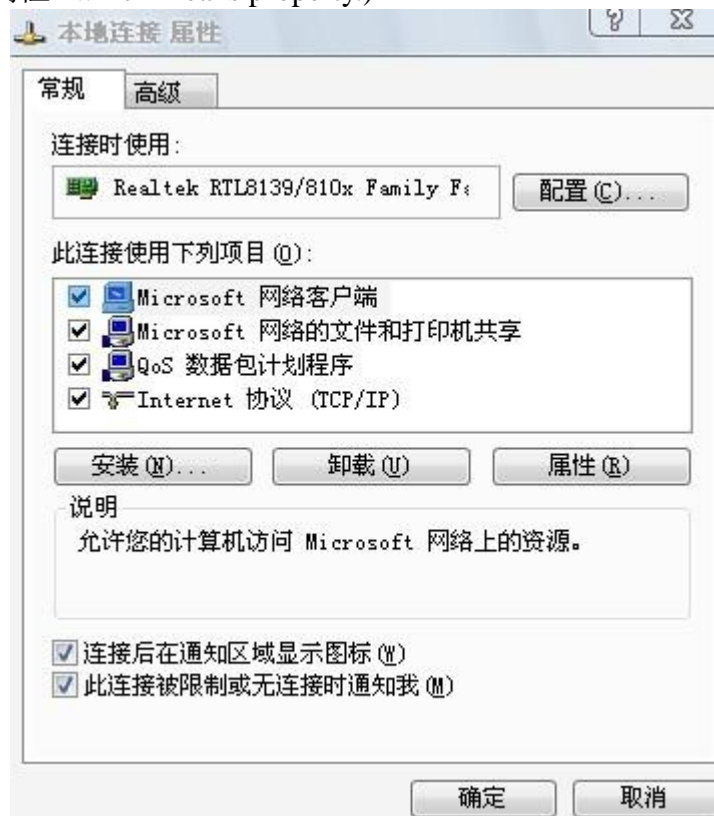 本地连接 属性
常规 高级
连接时使用:
Realtek RTL8139/810x Family F
配置(C)...
此连接使用下列项目(O):
Microsoft 网络客户端
Microsoft 网络的文件和打印机共享
QoS 数据包计划程序
Internet 协议 (TCP/IP)
安装(N)... 卸载(U) 属性(R)
说明
允许您的计算机访问 Microsoft 网络上的资源。
连接后在通知区域显示图标(W)
此连接被限制或无连接时通知我(M)
确定 取消